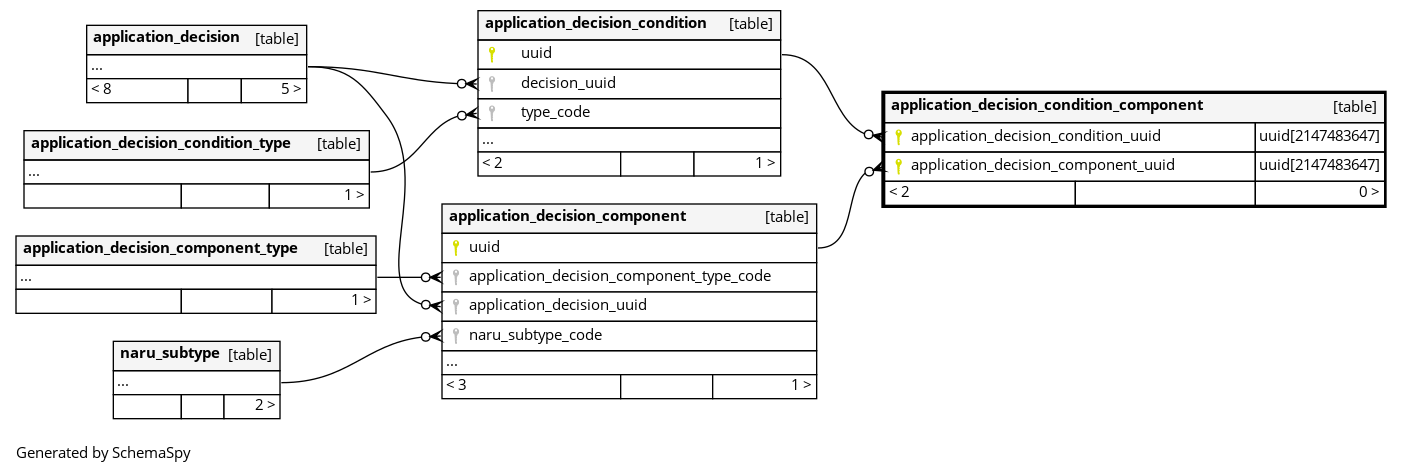 application_decision [table]
...
< 8 5 >
application_decision_condition_type [table]
...
1 >
application_decision_component_type [table]
...
1 >
naru_subtype [table]
...
2 >
application_decision_condition [table]
uuid
decision_uuid
type_code
...
< 2 1 >
application_decision_component [table]
uuid
application_decision_component_type_code
application_decision_uuid
naru_subtype_code
...
< 3 1 >
application_decision_condition_component [table]
application_decision_condition_uuid uuid[2147483647]
application_decision_component_uuid uuid[2147483647]
< 2 0 >
Generated by SchemaSpy